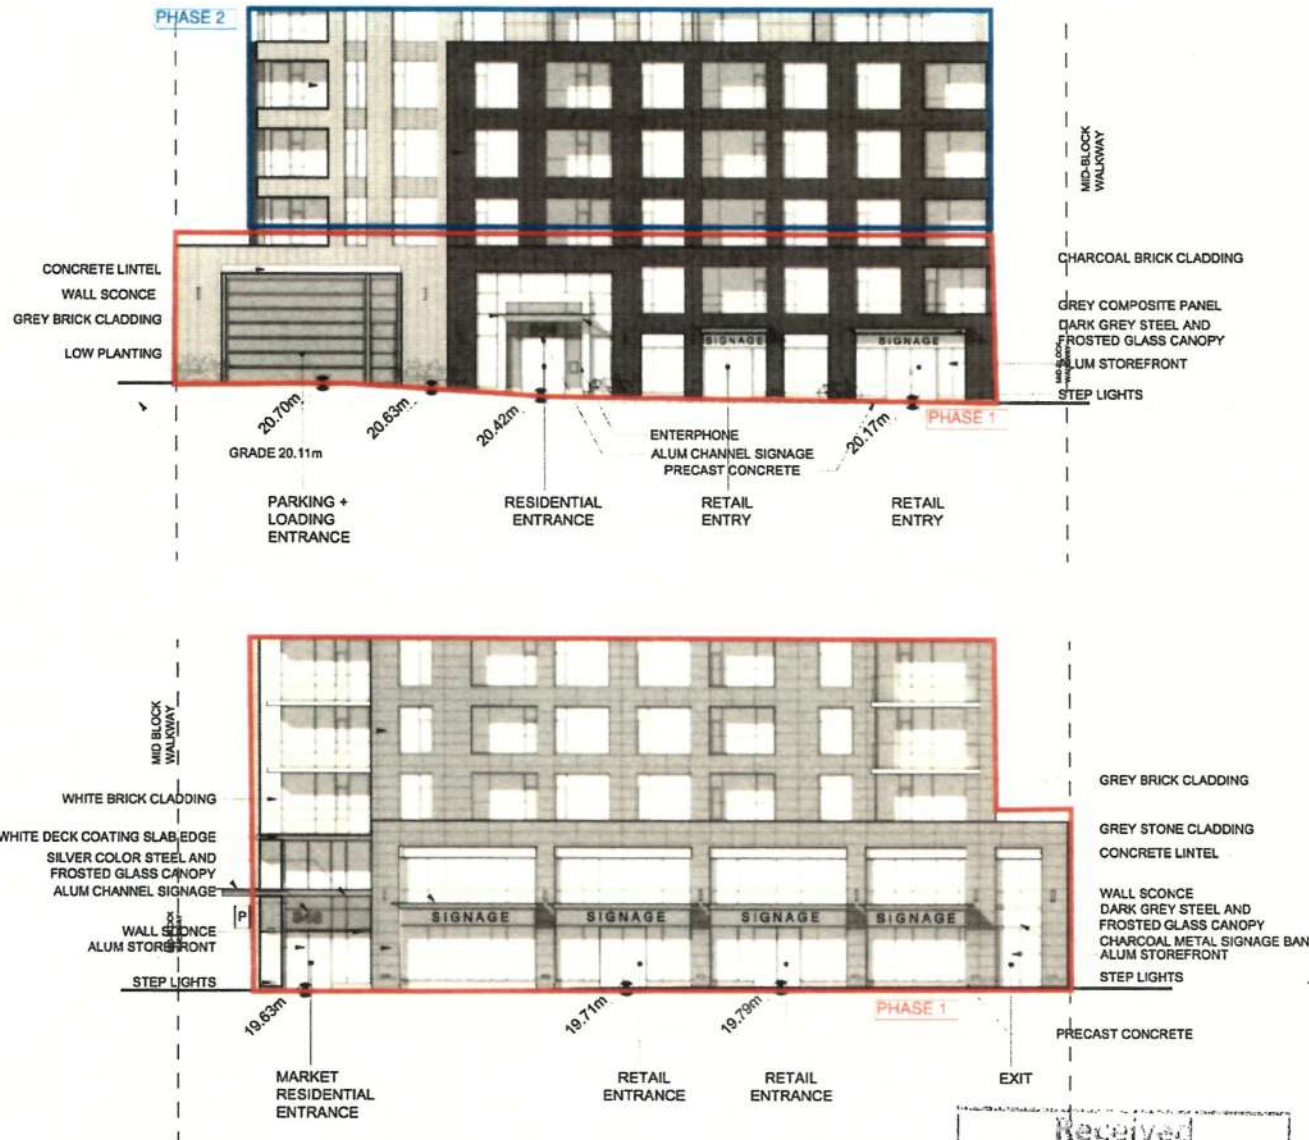 PHASE 2
MID-BLOCK
WALKWAY
CONCRETE LINTEL
WALL SCONCE
GREY BRICK CLADDING
LOW PLANTING
CHARCOAL BRICK CLADDING
GREY COMPOSITE PANEL
DARK GREY STEEL AND
FROSTED GLASS CANOPY
ALUM STOREFRONT
STEP LIGHTS
SIGNAGE
SIGNAGE
PHASE 1
20.70m
20.63m
20.42m
20.17m
GRADE 20.11m
ENTERPHONE
ALUM CHANNEL SIGNAGE
PRECAST CONCRETE
PARKING +
LOADING
ENTRANCE
RESIDENTIAL
ENTRANCE
RETAIL
ENTRY
RETAIL
ENTRY
MID BLOCK
WALKWAY
WHITE BRICK CLADDING
WHITE DECK COATING SLAB EDGE
SILVER COLOR STEEL AND
FROSTED GLASS CANOPY
ALUM CHANNEL SIGNAGE
P
WALL SCONCE
ALUM STOREFRONT
STEP LIGHTS
SIGNAGE
SIGNAGE
SIGNAGE
SIGNAGE
GREY BRICK CLADDING
GREY STONE CLADDING
CONCRETE LINTEL
WALL SCONCE
DARK GREY STEEL AND
FROSTED GLASS CANOPY
CHARCOAL METAL SIGNAGE BAN
ALUM STOREFRONT
STEP LIGHTS
PHASE 1
PRECAST CONCRETE
19.63m
19.71m
19.79m
MARKET
RESIDENTIAL
ENTRANCE
RETAIL
ENTRANCE
RETAIL
ENTRANCE
EXIT
Received